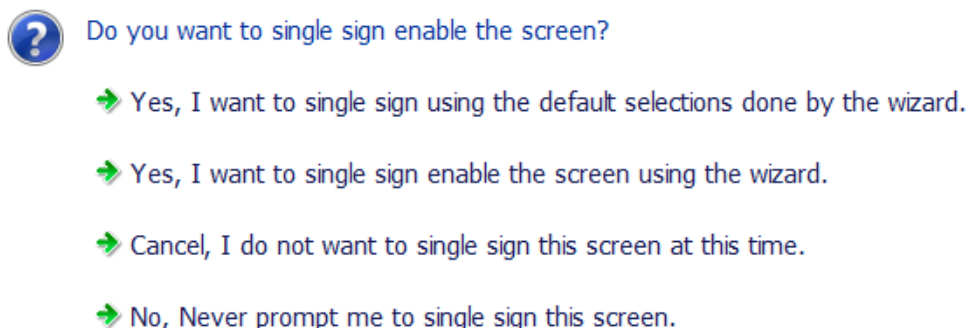 Do you want to single sign enable the screen?
Yes, I want to single sign using the default selections done by the wizard.
Yes, I want to single sign enable the screen using the wizard.
Cancel, I do not want to single sign this screen at this time.
No, Never prompt me to single sign this screen.